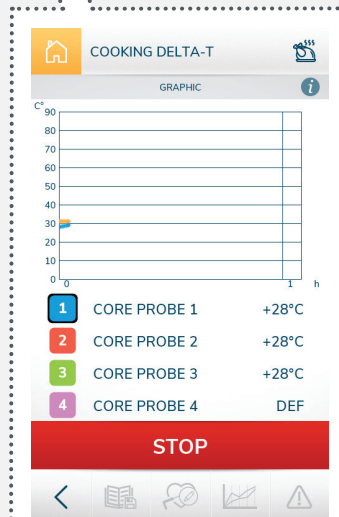 COOKING DELTA-T
GRAPHIC
i
C°
90
80
70
60
50
40
30
20
10
0
0 1 h
1 CORE PROBE 1 +28°C
2 CORE PROBE 2 +28°C
3 CORE PROBE 3 +28°C
4 CORE PROBE 4 DEF
STOP